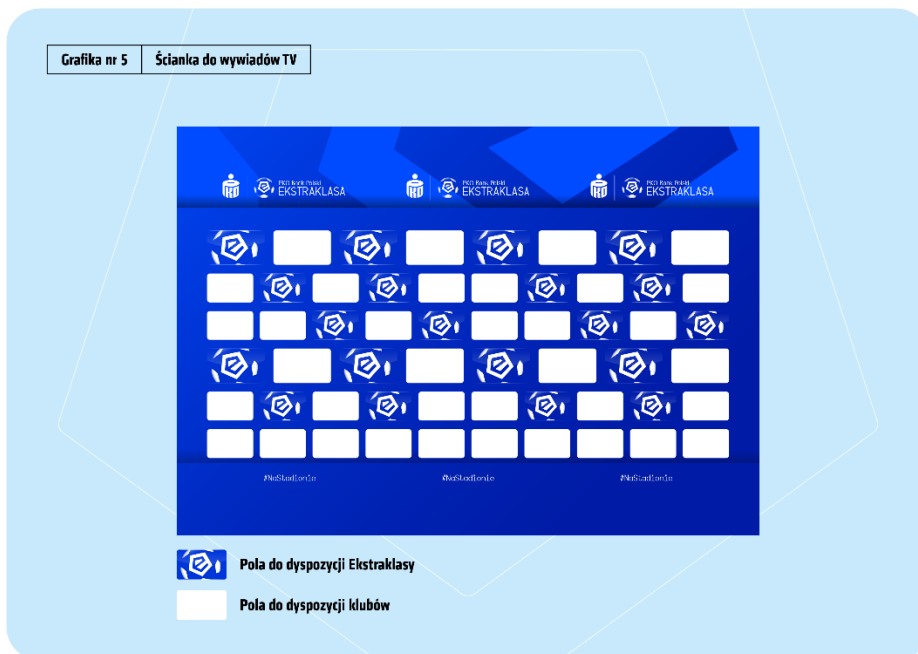 Grafika nr 5 Ścianka do wywiadów TV
PKO Bank Polski PKO Bank Polski PKO Bank Polski
EKSTRAKLASA EKSTRAKLASA EKSTRAKLASA
#NaStadionie #NaStadionie #NaStadionie
Pola do dyspozycji Ekstraklasy
Pola do dyspozycji klubów